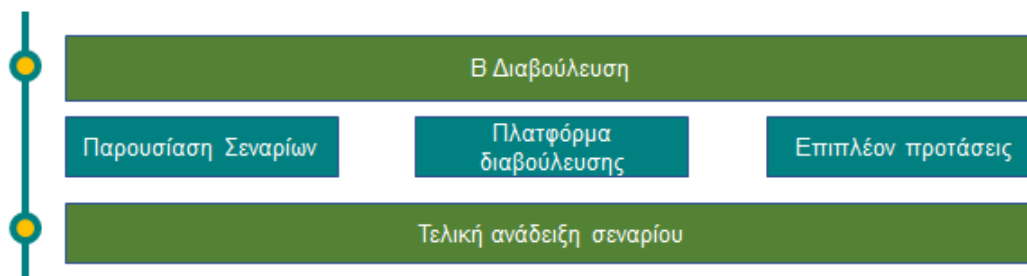 Β Διαβούλευση
Παρουσίαση Σεναρίων
Πλατφόρμα
διαβούλευσης
Επιπλέον προτάσεις
Τελική ανάδειξη σεναρίου